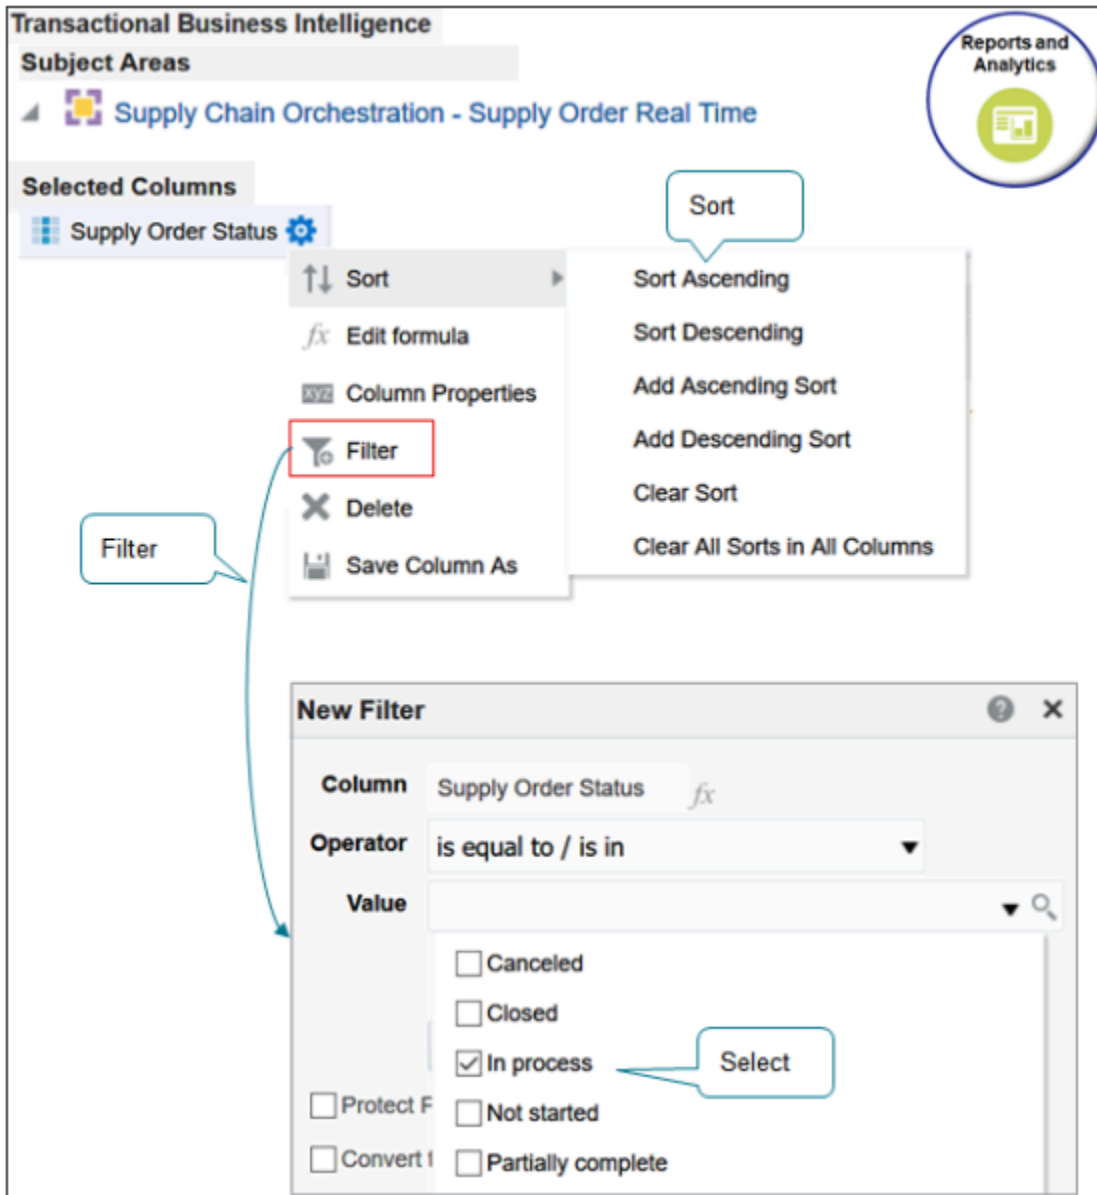 Transactional Business Intelligence
Reports and
Analytics
Subject Areas
Supply Chain Orchestration - Supply Order Real Time
Selected Columns
Supply Order Status
Sort
Sort
Sort Ascending
fx Edit formula
Sort Descending
xyz Column Properties
Add Ascending Sort
Filter
Add Descending Sort
Delete
Clear Sort
Filter
Save Column As
Clear All Sorts in All Columns
New Filter ?
Column Supply Order Status fx
Operator is equal to / is in
Value
Canceled
Closed
In process
Select
Protect F
Not started
Convert
Partially complete